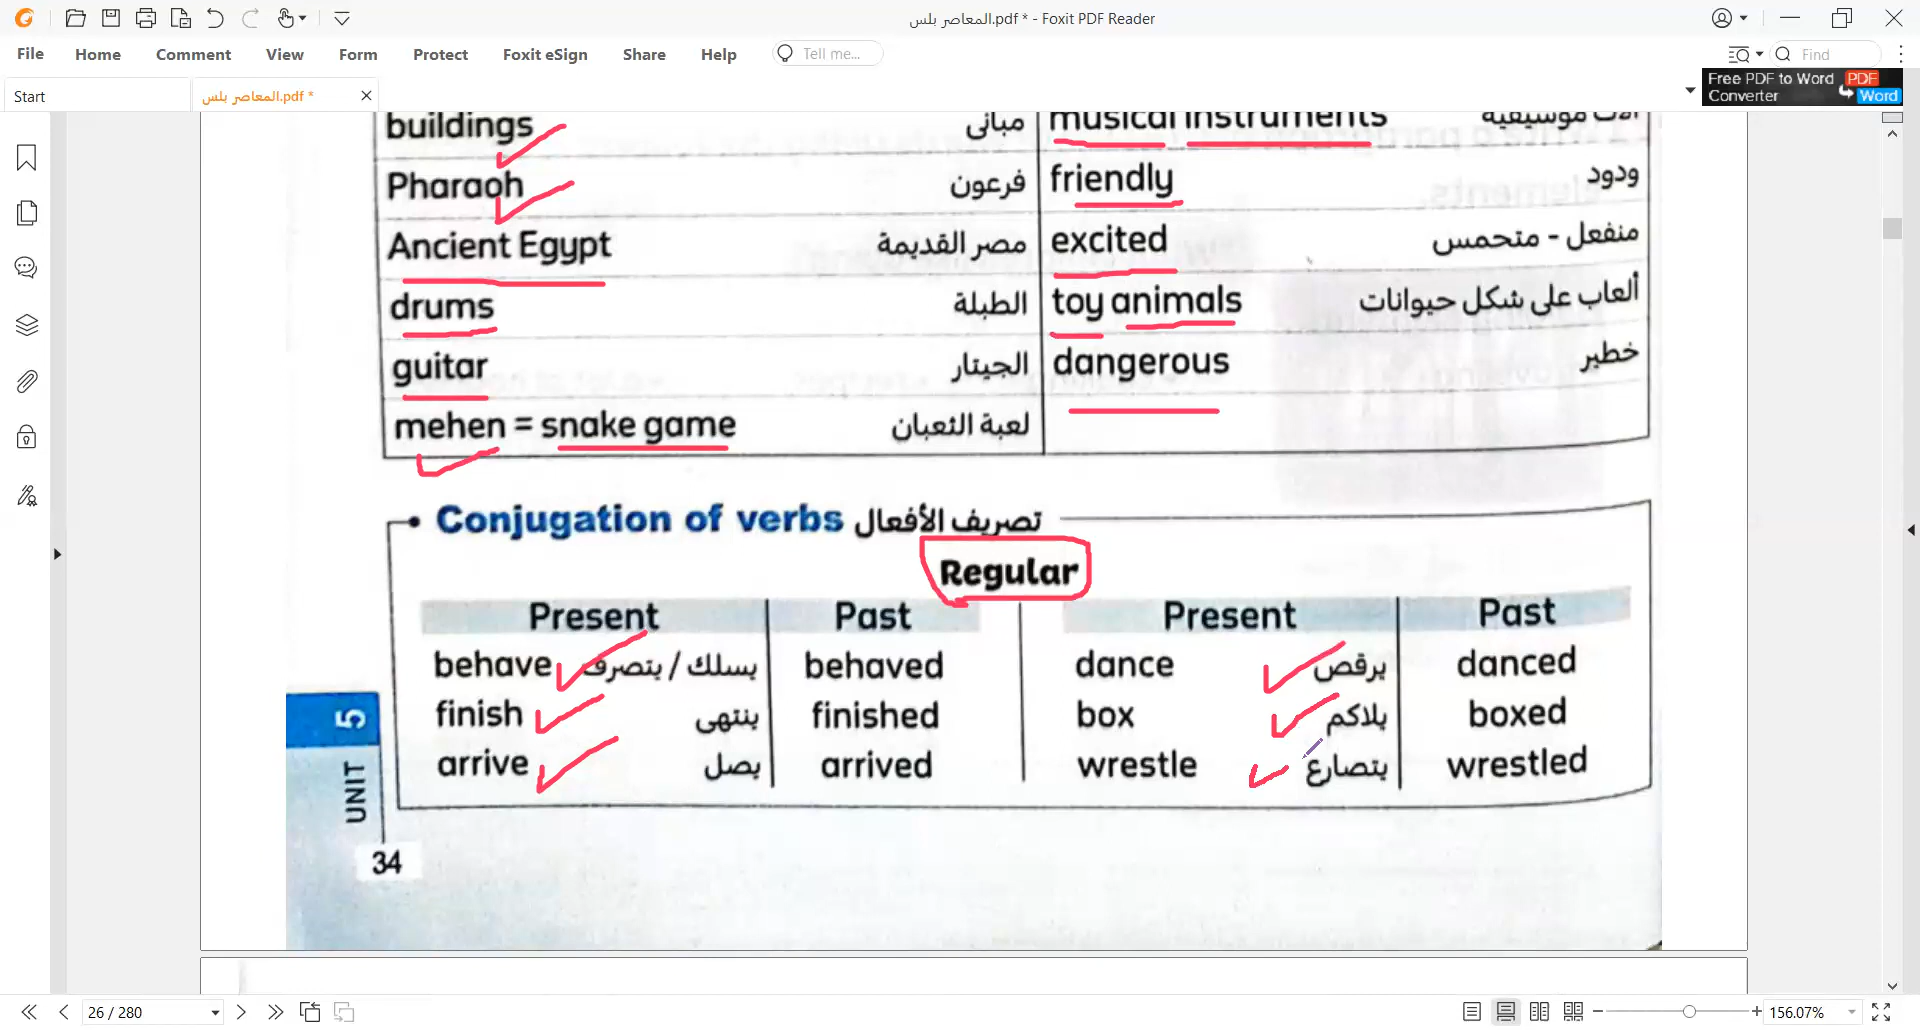 المعاصر بلس.pdf * - Foxit PDF Reader
File Home Comment View Form Protect Foxit eSign Share Help Tell me... Find
Start المعاصر بلس.pdf *
Free PDF to Word PDF
Converter Word
buildings مبانى musical instruments آلات موسيقية
Pharaoh فرعون friendly ودود
Ancient Egypt مصر القديمة excited منفعل - متحمس
drums الطبلة toy animals ألعاب على شكل حيوانات
guitar الجيتار dangerous خطير
mehen = snake game لعبة الثعبان
Conjugation of verbs تصريف الأفعال
Regular
Present Past Present Past
behave يسلك / يتصرف behaved dance يرقص danced
finish ينتهى finished box يلاكم boxed
arrive يصل arrived wrestle يتصارع wrestled
UNIT 5
34
26 / 280 156.07%